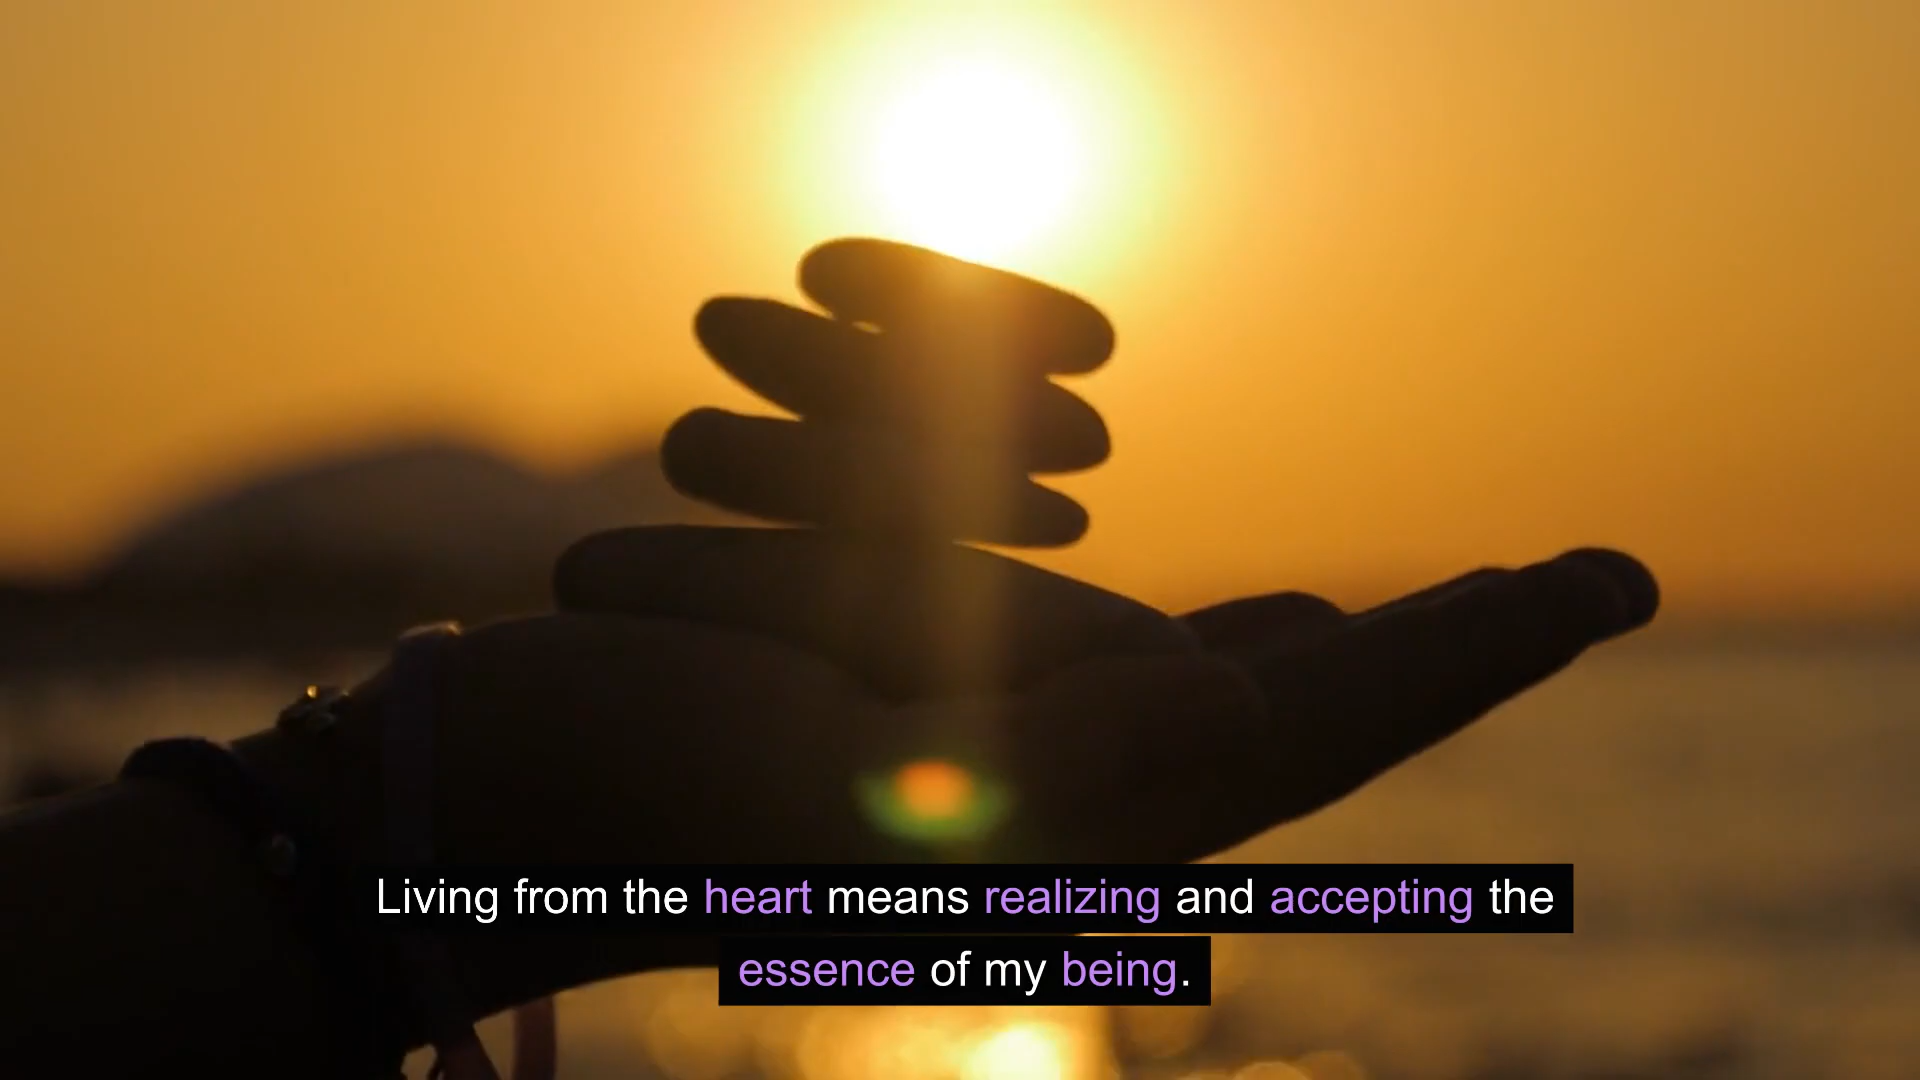 Living from the heart means realizing and accepting the
essence of my being.